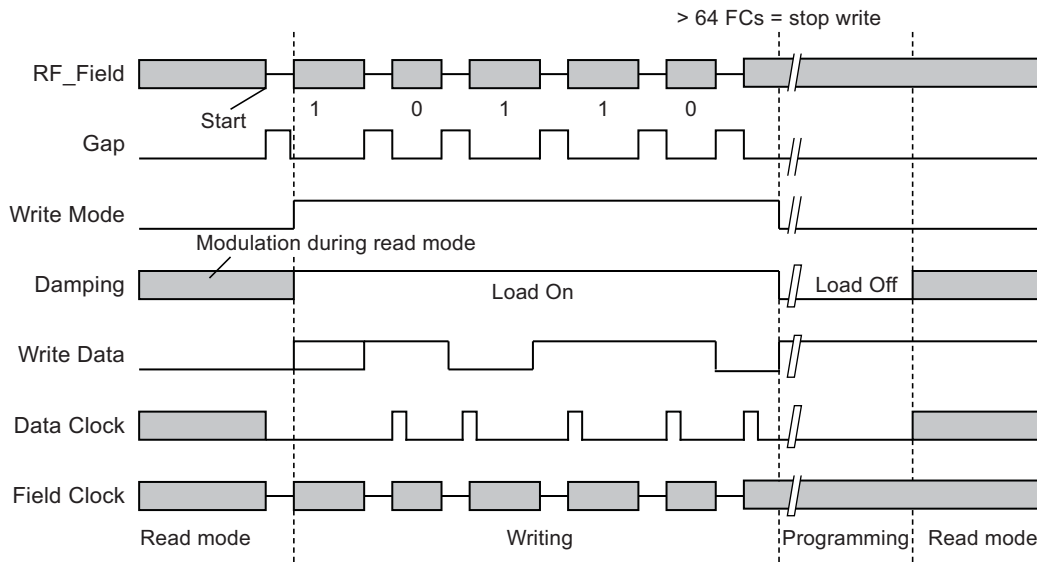 > 64 FCs = stop write
RF_Field
Start
1 0 1 1 0
Gap
Write Mode
Modulation during read mode
Damping
Load On
Load Off
Write Data
Data Clock
Field Clock
Read mode
Writing
Programming
Read mode